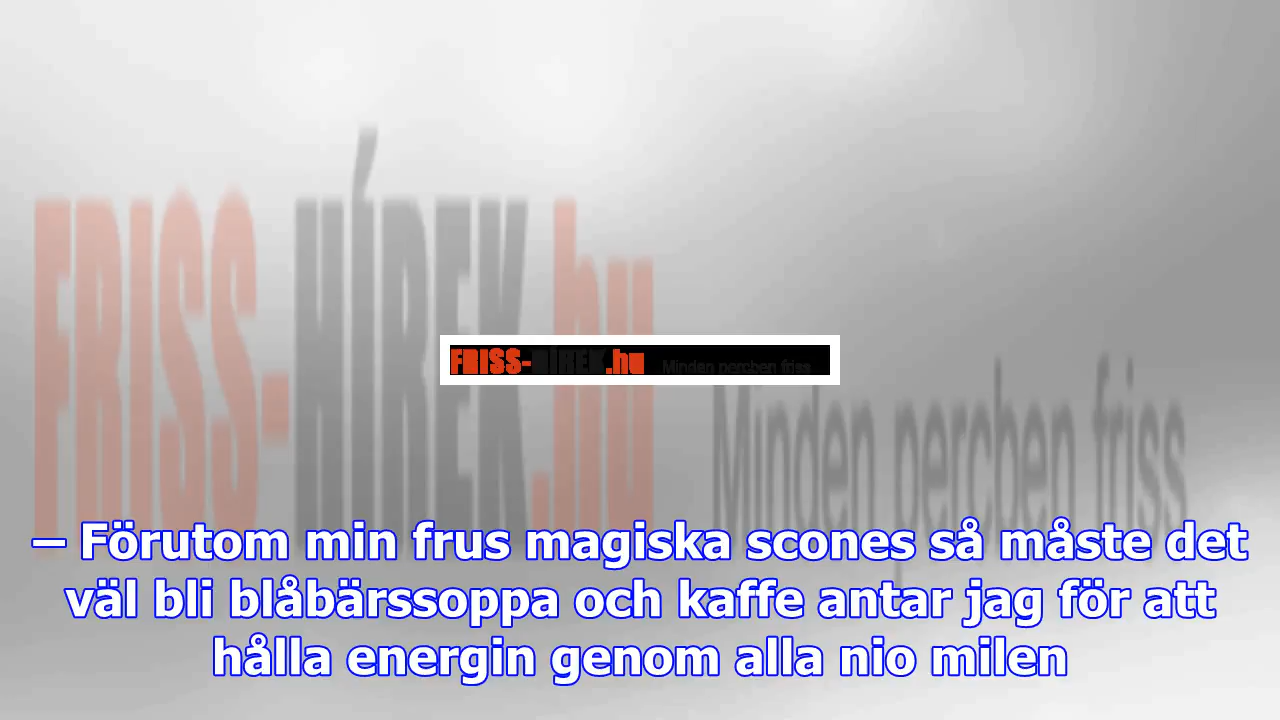 FRISS-HÍREK.hu
Minden percben friss
FRISS-HÍREK.hu Minden percben friss
– Förutom min frus magiska scones så måste det
väl bli blåbärssoppa och kaffe antar jag för att
hålla energin genom alla nio milen